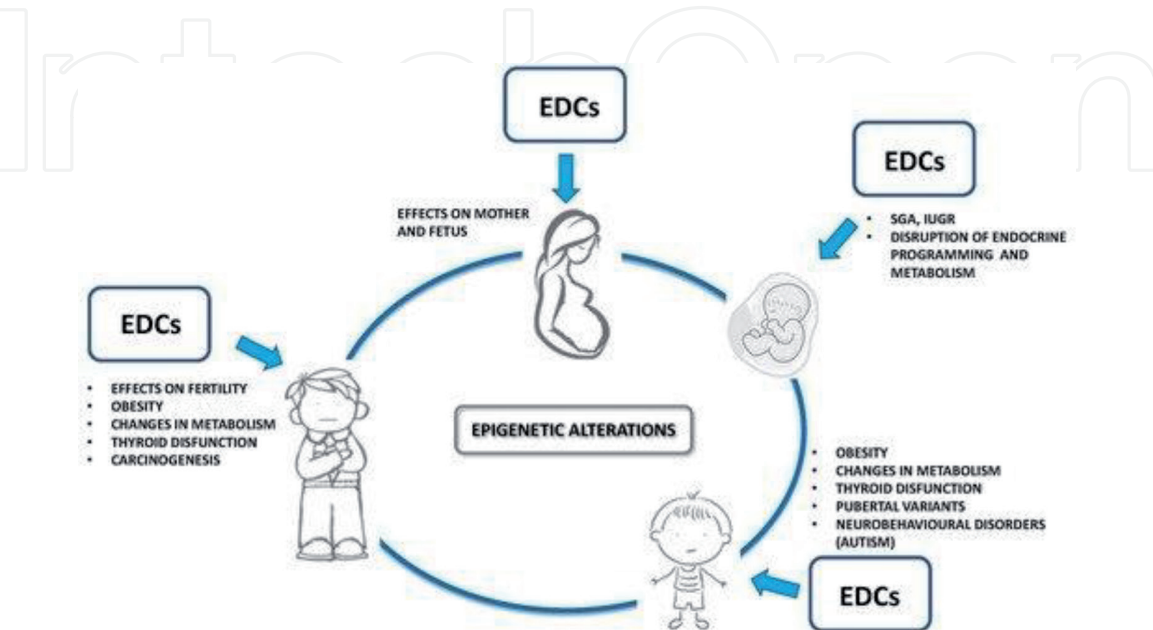 IntechOpen
EDCs
EFFECTS ON MOTHER
AND FETUS
EDCs
• SGA, IUGR
• DISRUPTION OF ENDOCRINE
PROGRAMMING AND
METABOLISM
EDCs
• EFFECTS ON FERTILITY
• OBESITY
• CHANGES IN METABOLISM
• THYROID DISFUNCTION
• CARCINOGENESIS
EPIGENETIC ALTERATIONS
• OBESITY
• CHANGES IN METABOLISM
• THYROID DISFUNCTION
• PUBERTAL VARIANTS
• NEUROBEHAVIOURAL DISORDERS
(AUTISM)
EDCs